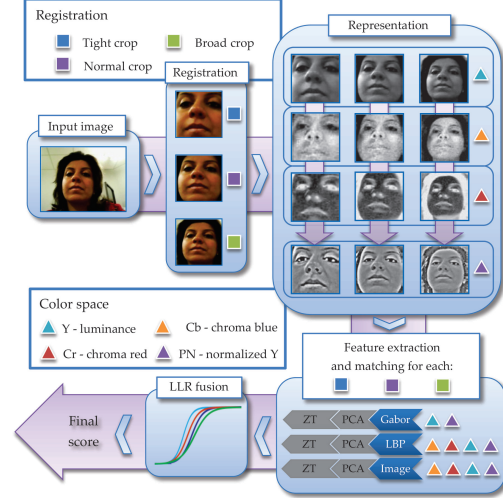 Registration
Tight crop
Broad crop
Normal crop
Representation
Registration
Input image
Color space
Y - luminance
Cb - chroma blue
Cr - chroma red
PN - normalized Y
Feature extraction
and matching for each:
LLR fusion
Final
score
ZT PCA Gabor
ZT PCA LBP
ZT PCA Image